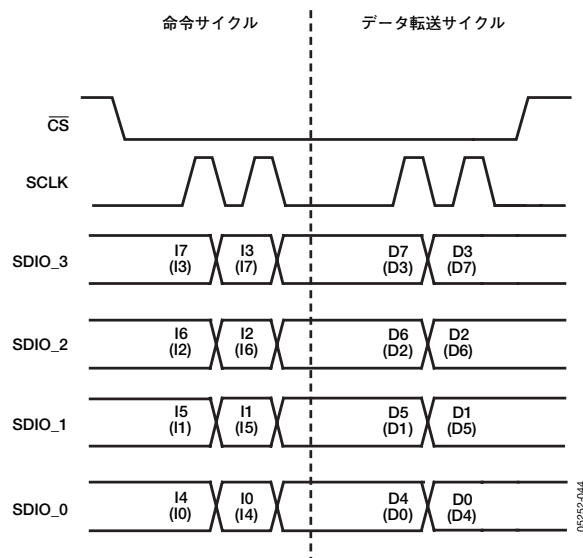 命令サイクル データ転送サイクル
CS
SCLK
SDIO_3 I7 I3 D7 D3
(I3) (I7) (D3) (D7)
SDIO_2 I6 I2 D6 D2
(I2) (I6) (D2) (D6)
SDIO_1 I5 I1 D5 D1
(I1) (I5) (D1) (D5)
SDIO_0 I4 I0 D4 D0
(I0) (I4) (D0) (D4)
05252-044